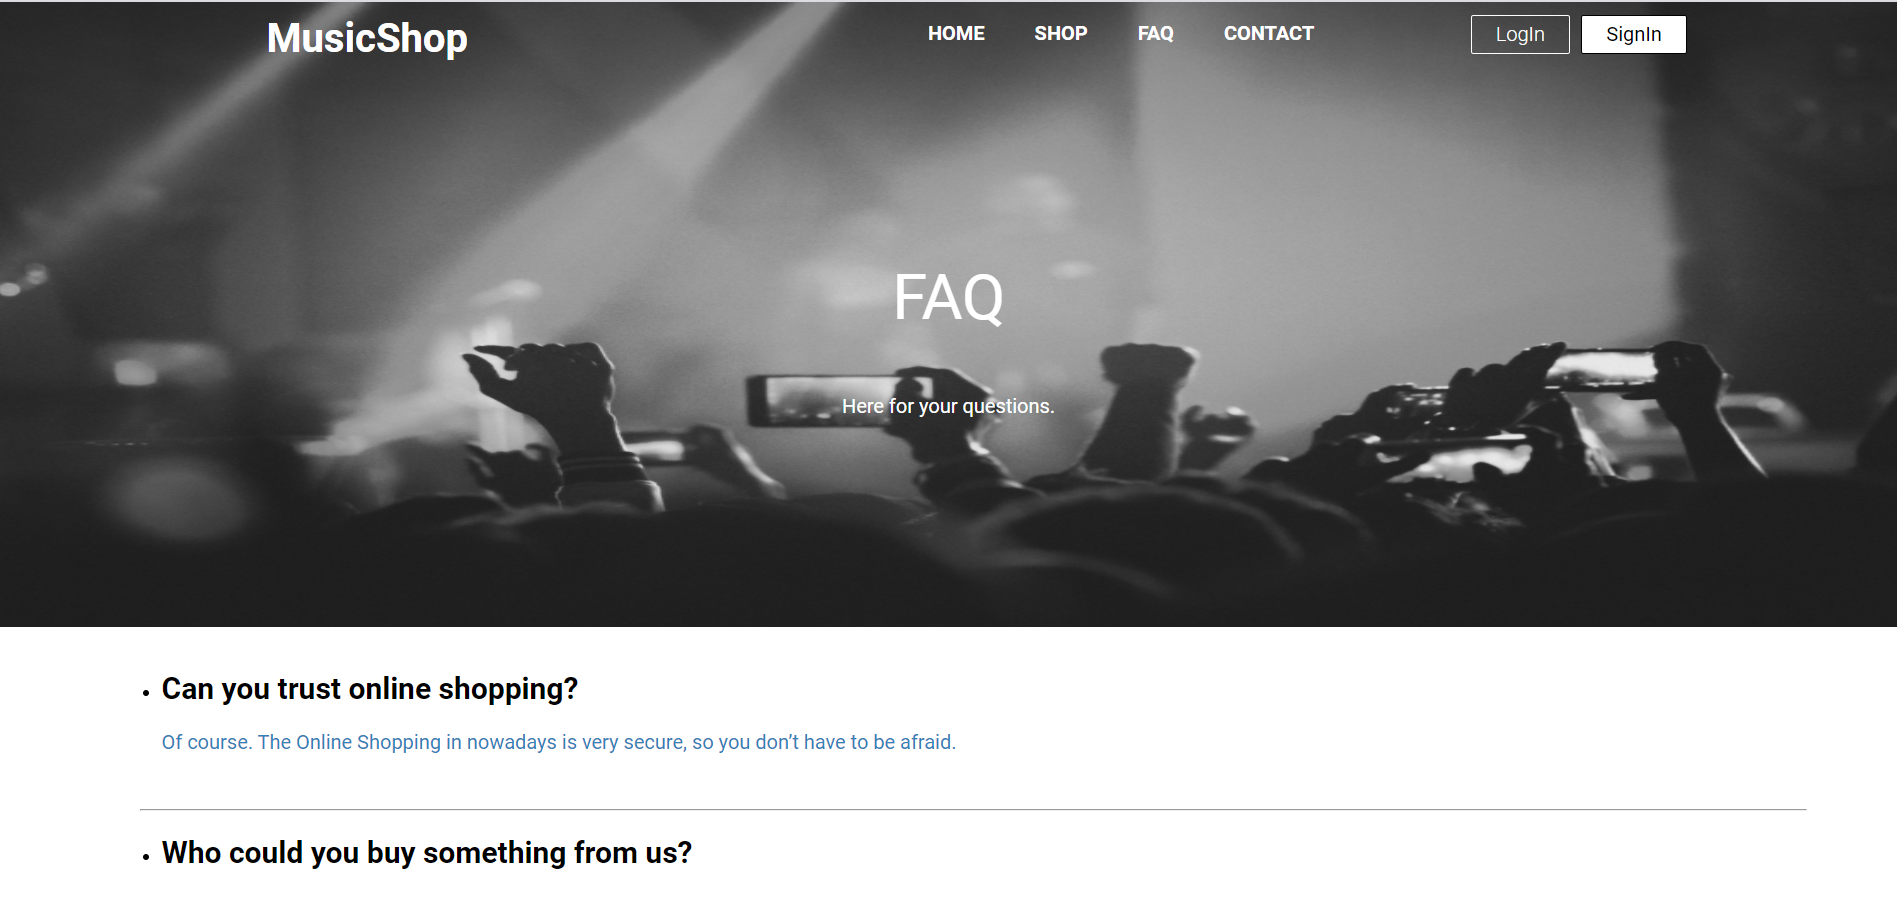 MusicShop
HOME SHOP FAQ CONTACT
LogIn SignIn
FAQ
Here for your questions.
Can you trust online shopping?
Of course. The Online Shopping in nowadays is very secure, so you don’t have to be afraid.
Who could you buy something from us?